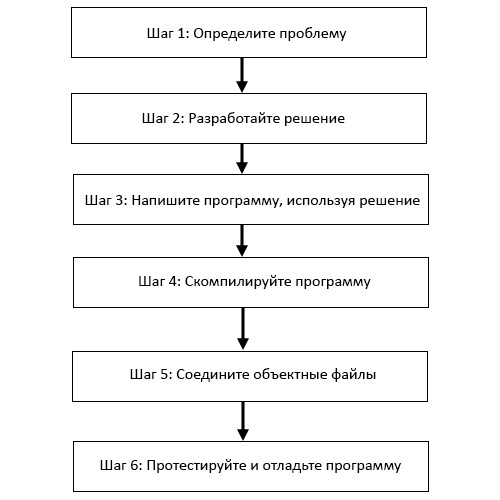 Шаг 1: Определите проблему
Шаг 2: Разработайте решение
Шаг 3: Напишите программу, используя решение
Шаг 4: Скомпилируйте программу
Шаг 5: Соедините объектные файлы
Шаг 6: Протестируйте и отладьте программу